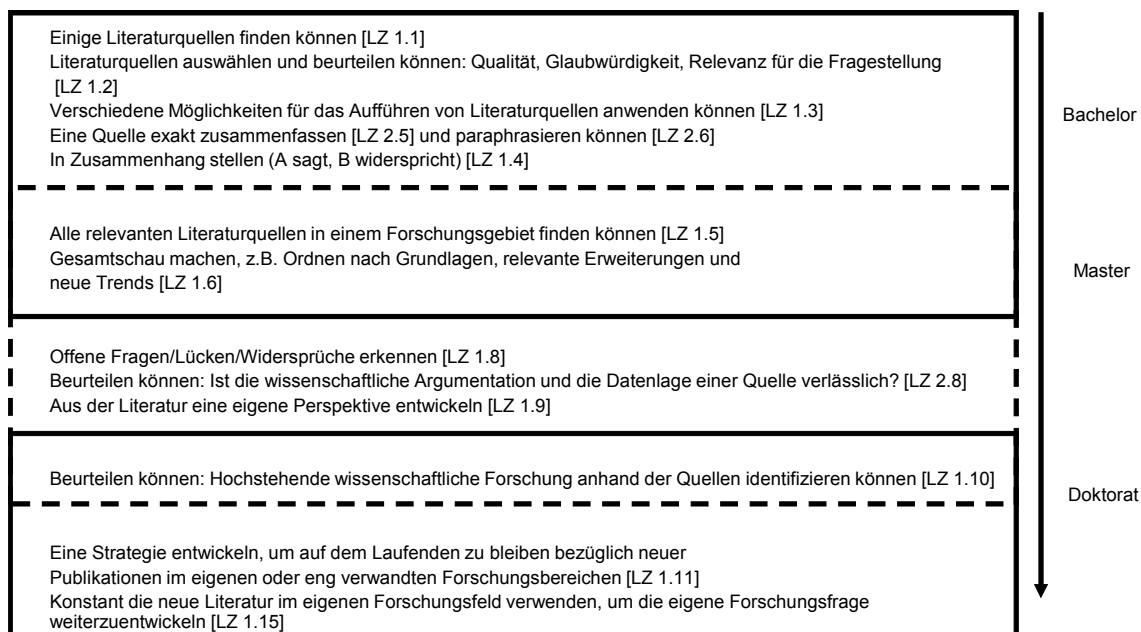 Einige Literaturquellen finden können [LZ 1.1]
Literaturquellen auswählen und beurteilen können: Qualität, Glaubwürdigkeit, Relevanz für die Fragestellung
[LZ 1.2]
Verschiedene Möglichkeiten für das Aufführen von Literaturquellen anwenden können [LZ 1.3]
Eine Quelle exakt zusammenfassen [LZ 2.5] und paraphrasieren können [LZ 2.6]
In Zusammenhang stellen (A sagt, B widerspricht) [LZ 1.4]
Bachelor
Alle relevanten Literaturquellen in einem Forschungsgebiet finden können [LZ 1.5]
Gesamtschau machen, z.B. Ordnen nach Grundlagen, relevante Erweiterungen und
neue Trends [LZ 1.6]
Master
Offene Fragen/Lücken/Widersprüche erkennen [LZ 1.8]
Beurteilen können: Ist die wissenschaftliche Argumentation und die Datenlage einer Quelle verlässlich? [LZ 2.8]
Aus der Literatur eine eigene Perspektive entwickeln [LZ 1.9]
Beurteilen können: Hochstehende wissenschaftliche Forschung anhand der Quellen identifizieren können [LZ 1.10]
Doktorat
Eine Strategie entwickeln, um auf dem Laufenden zu bleiben bezüglich neuer
Publikationen im eigenen oder eng verwandten Forschungsbereichen [LZ 1.11]
Konstant die neue Literatur im eigenen Forschungsfeld verwenden, um die eigene Forschungsfrage
weiterzuentwickeln [LZ 1.15]